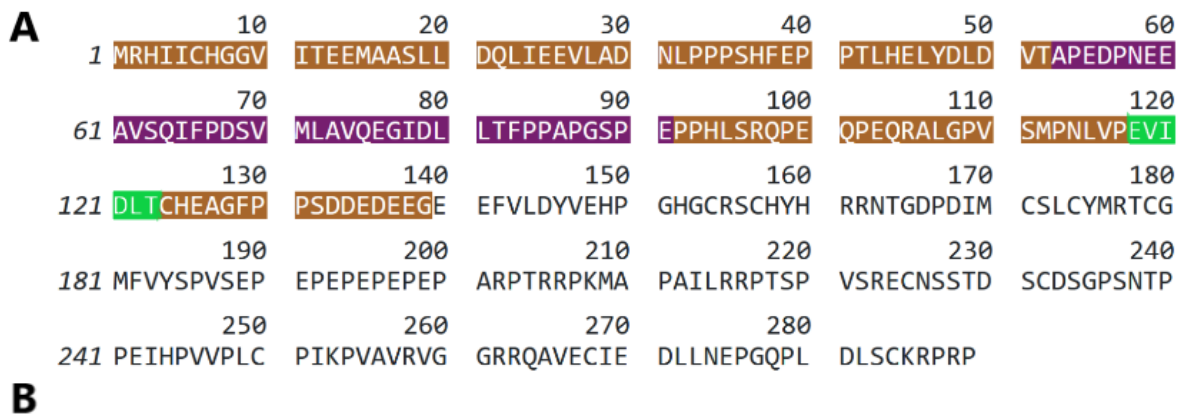 A
10 20 30 40 50 60
1 MRHIICHGGV ITEEMAASLL DQLIEEVLAD NLPPPSHFEP PTLHELYDLD VTAPEDPNEE
70 80 90 100 110 120
61 AVSQIFPDSV MLAVQEGIDL LTFPPAPGSP EPPHLSRQPE QPEQRALGPV SMPNLVPEVI
130 140 150 160 170 180
121 DLTCHEAGFP PSDDEDEEGE EFVLDYVEHP GHGCRSCHYH RRNTGDPDIM CSLCYMRTCG
190 200 210 220 230 240
181 MFVYSPVSEP EPEPEPEPEP ARPTRRPKMA PAILRRPTSP VSRECNSSTD SCDSGPSNTP
250 260 270 280
241 PEIHPVVPLC PIKPVAVRVG GRRQAVECIE DLLNEPGQPL DLSCKRPRP
B